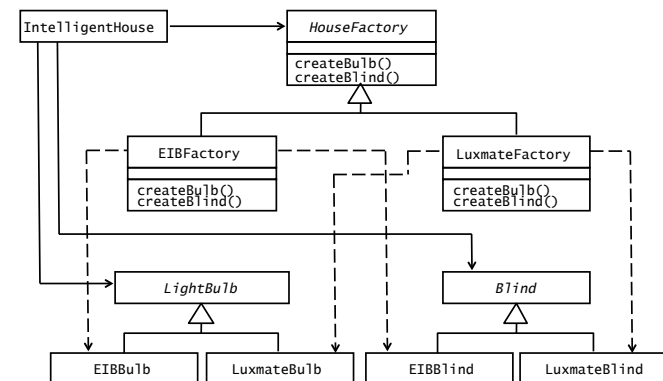 IntelligentHouse
HouseFactory
createBulb()
createBlind()
EIBFactory
createBulb()
createBlind()
LuxmateFactory
createBulb()
createBlind()
LightBulb
Blind
EIBBulb
LuxmateBulb
EIBBlind
LuxmateBlind